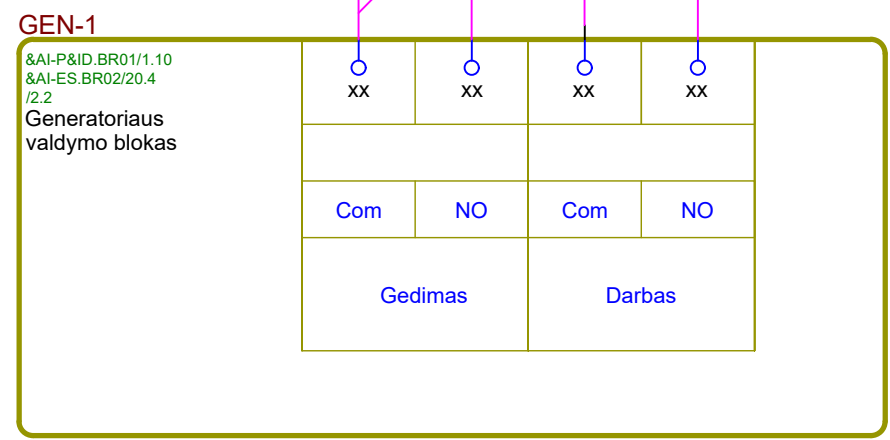 GEN-1
&AI-P&ID.BR01/1.10
&AI-ES.BR02/20.4
/2.2
Generatoriaus
valdymo blokas
xx xx xx xx
Com NO Com NO
Gedimas Darbas